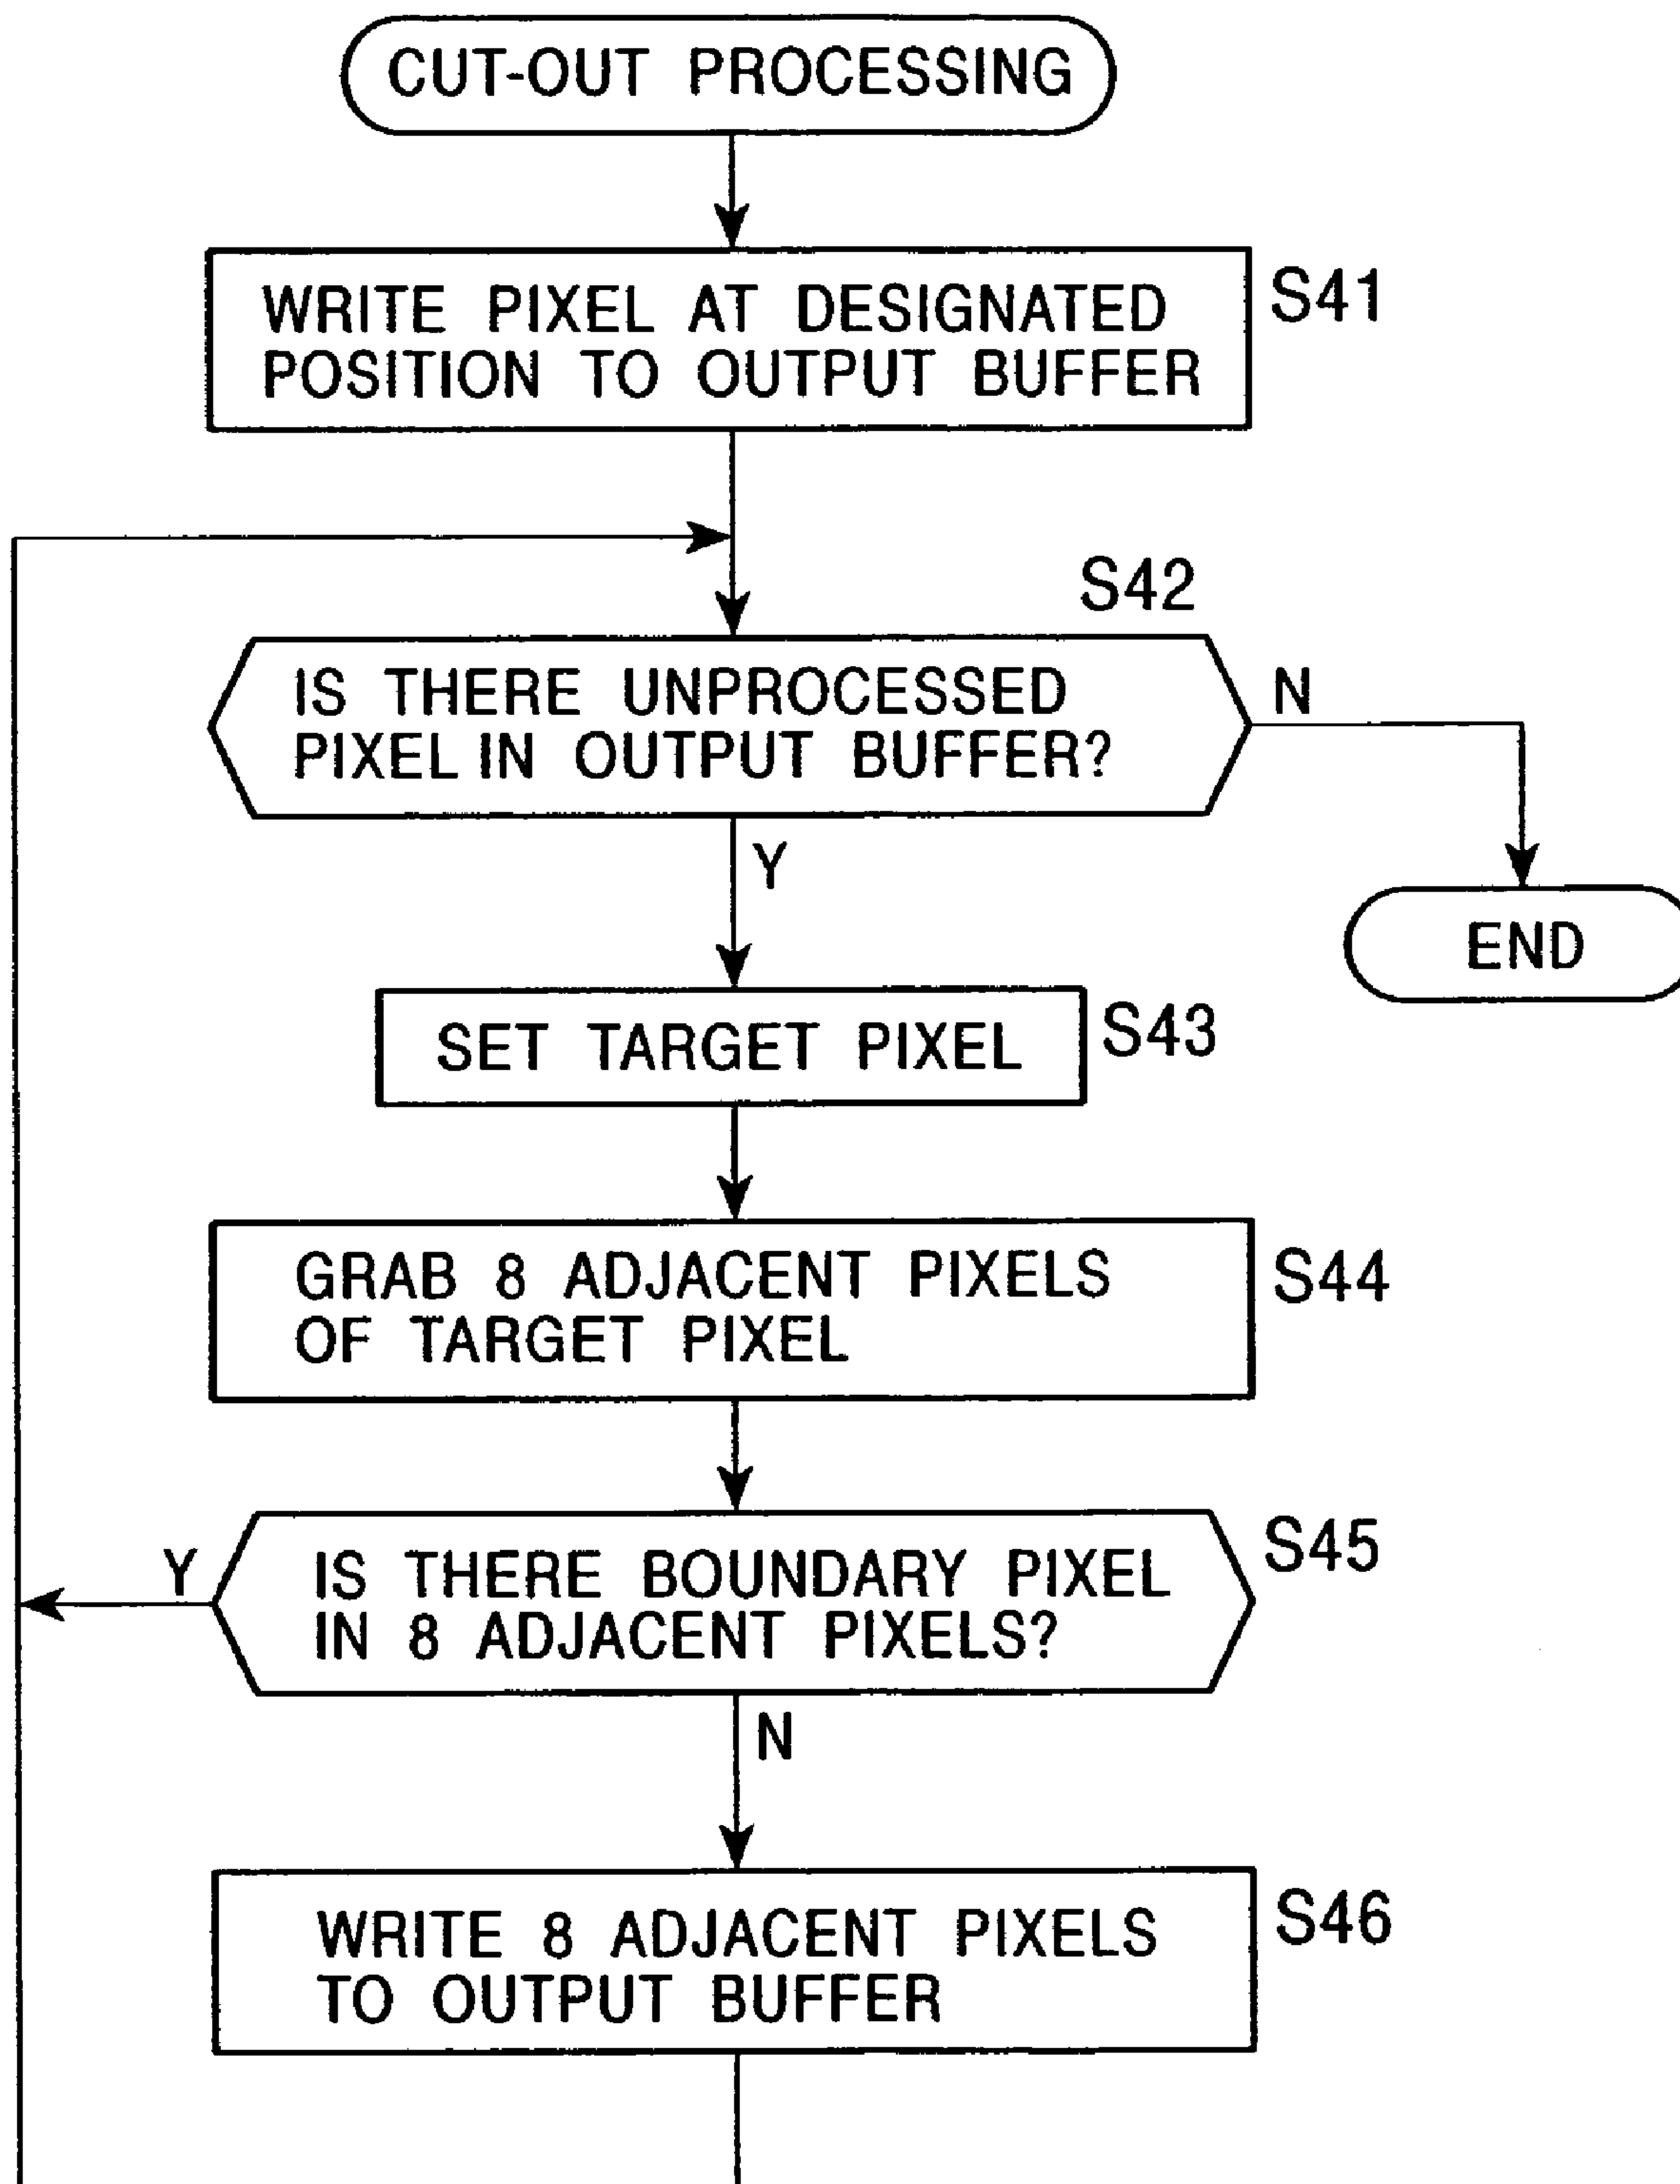 CUT-OUT PROCESSING
WRITE PIXEL AT DESIGNATED
POSITION TO OUTPUT BUFFER
S41
S42
IS THERE UNPROCESSED
PIXEL IN OUTPUT BUFFER?
N
Y
END
SET TARGET PIXEL
S43
GRAB 8 ADJACENT PIXELS
OF TARGET PIXEL
S44
S45
Y
IS THERE BOUNDARY PIXEL
IN 8 ADJACENT PIXELS?
N
WRITE 8 ADJACENT PIXELS
TO OUTPUT BUFFER
S46